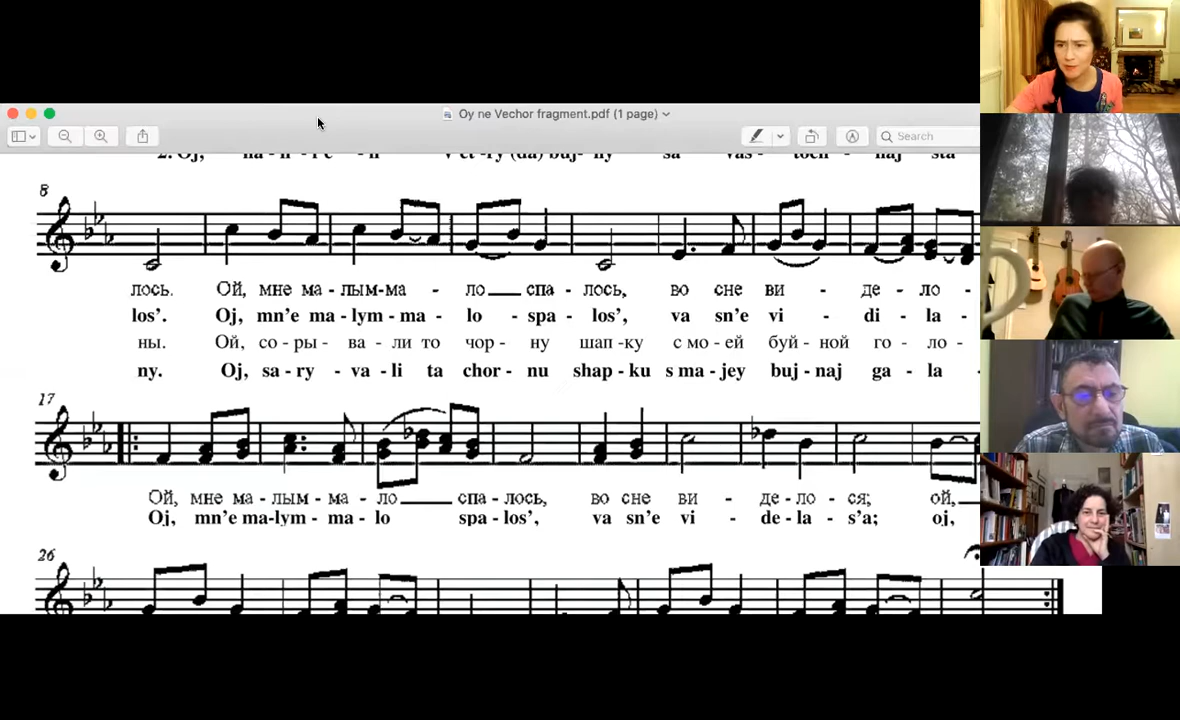 Oy ne Vechor fragment.pdf (1 page)
Search
8
лось. Ой, мне ма - лым-ма - ло спа - лось, во сне ви - де - ло -
los'. Oj, mn'e ma - lym - ma - lo - spa - los', va sn'e vi - di - la -
ны. Ой, со - ры - ва - ли то чор - ну шап - ку с мо - ей буй - ной го - ло -
ny. Oj, sa - ry - va - li ta chor - nu shap - ku s ma - jey buj - naj ga - la -
17
Ой, мне ма - лым - ма - ло спа - лось, во сне ви - де - ло - ся; ой,
Oj, mn'e ma-lym - ma - lo spa - los', va sn'e vi - de - la - s'a; oj,
26